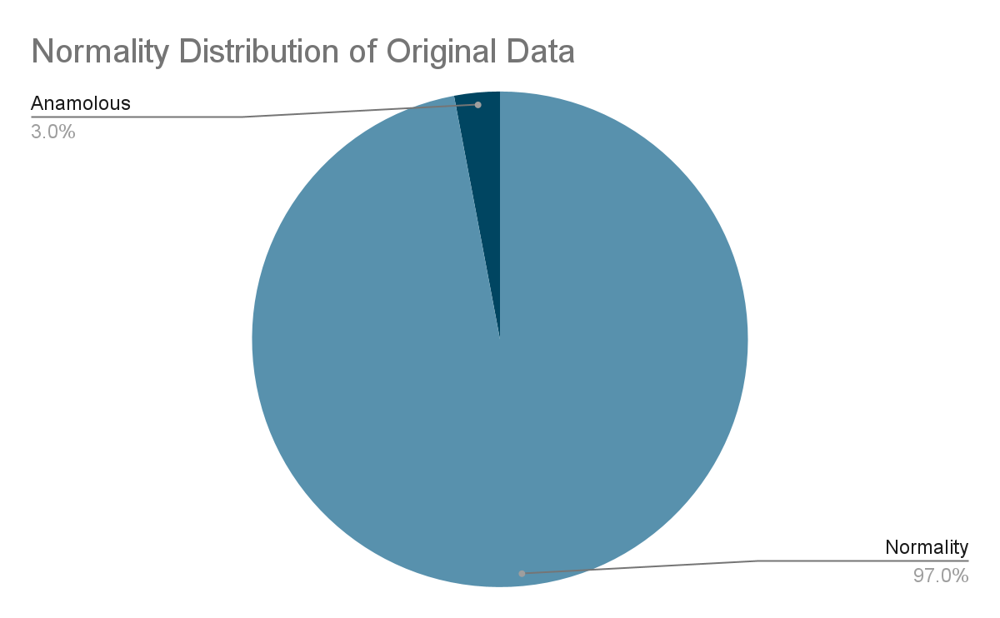 Normality Distribution of Original Data
Anamolous
3.0%
Normality
97.0%